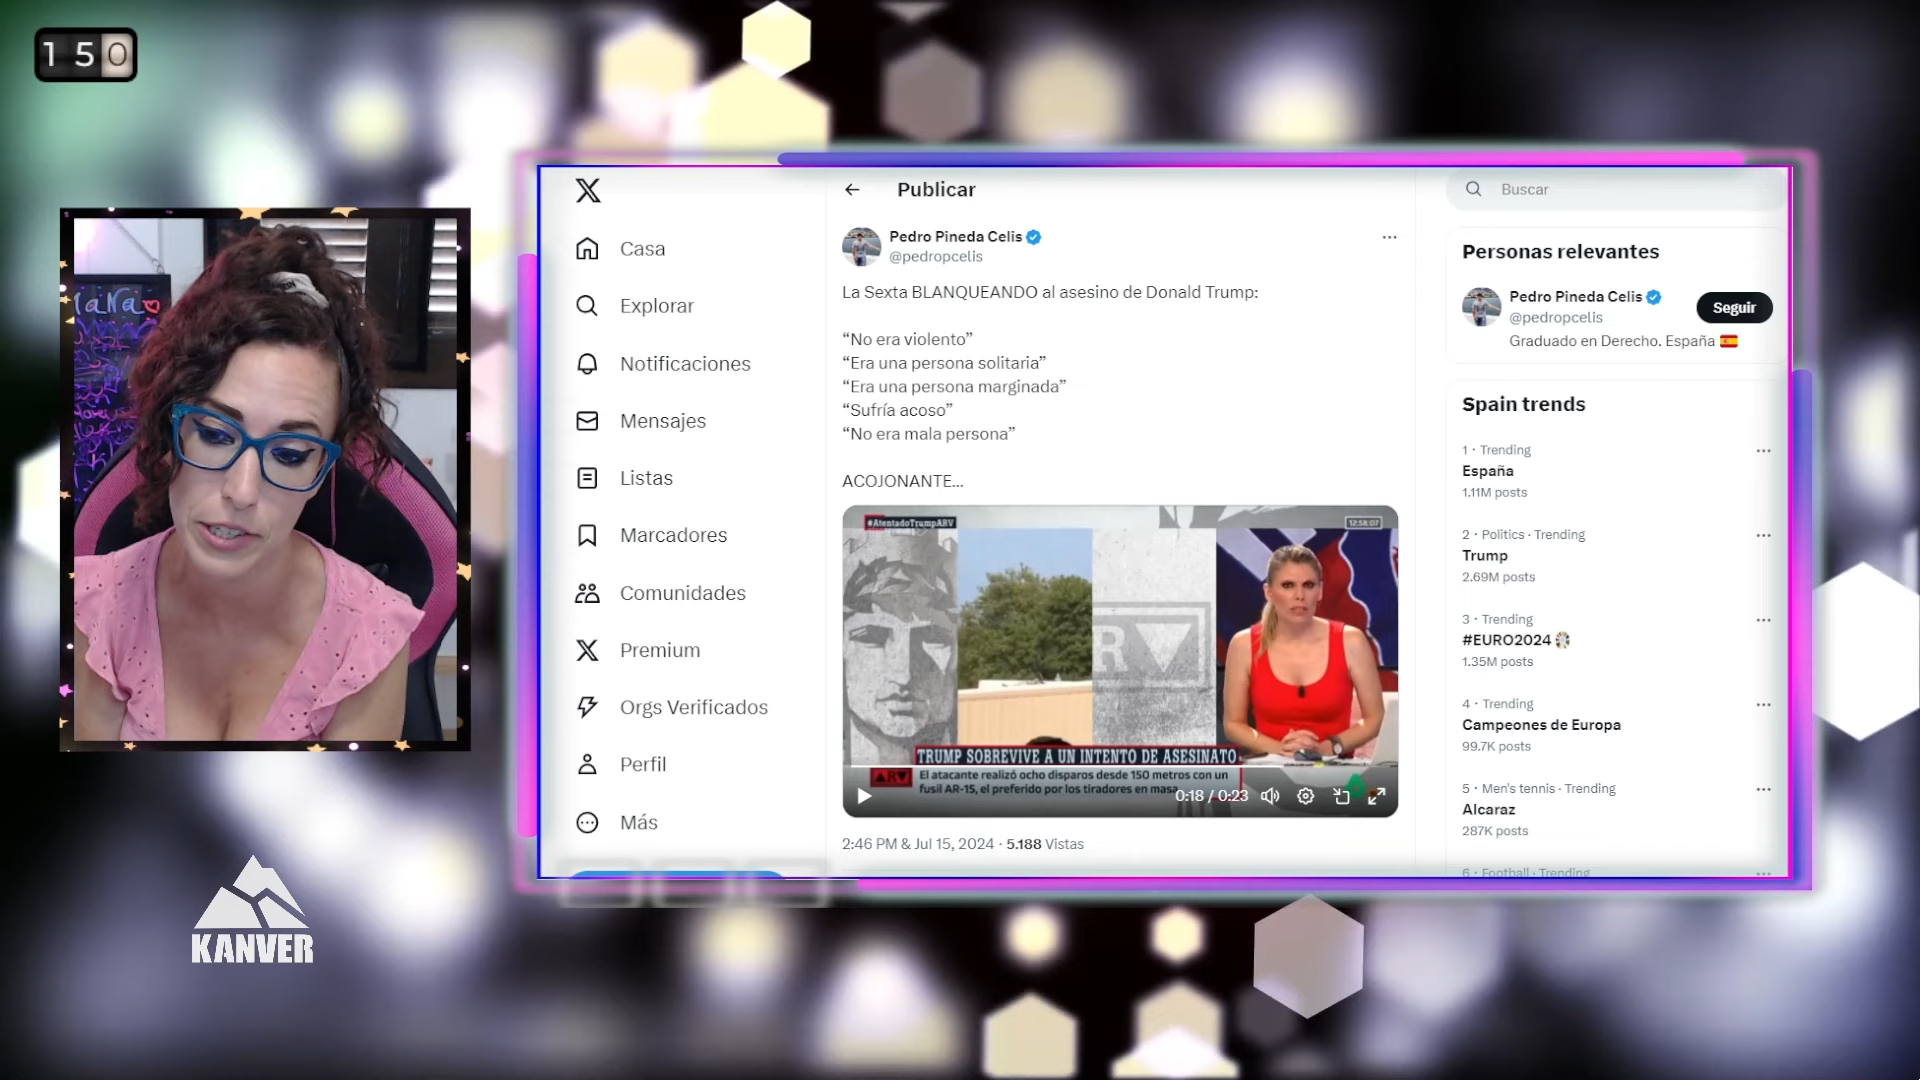 150
NaNa
KANVER
Casa
Explorar
Notificaciones
Mensajes
Listas
Marcadores
Comunidades
Premium
Orgs Verificados
Perfil
Más
Publicar
Pedro Pineda Celis
@pedropcelis
La Sexta BLANQUEANDO al asesino de Donald Trump:
“No era violento”
“Era una persona solitaria”
“Era una persona marginada”
“Sufría acoso”
“No era mala persona”
ACOJONANTE...
#AtentadoTrumpARV
12:58:07
TRUMP SOBREVIVE A UN INTENTO DE ASESINATO
El atacante realizó ocho disparos desde 150 metros con un
fusil AR-15, el preferido por los tiradores en masa
0:18 / 0:23
2:46 PM & Jul 15, 2024 · 5.188 Vistas
Buscar
Personas relevantes
Pedro Pineda Celis
@pedropcelis
Seguir
Graduado en Derecho. España
Spain trends
1 · Trending
España
1.11M posts
2 · Politics · Trending
Trump
2.69M posts
3 · Trending
#EURO2024
1.35M posts
4 · Trending
Campeones de Europa
99.7K posts
5 · Men's tennis · Trending
Alcaraz
287K posts
6 · Football · Trending